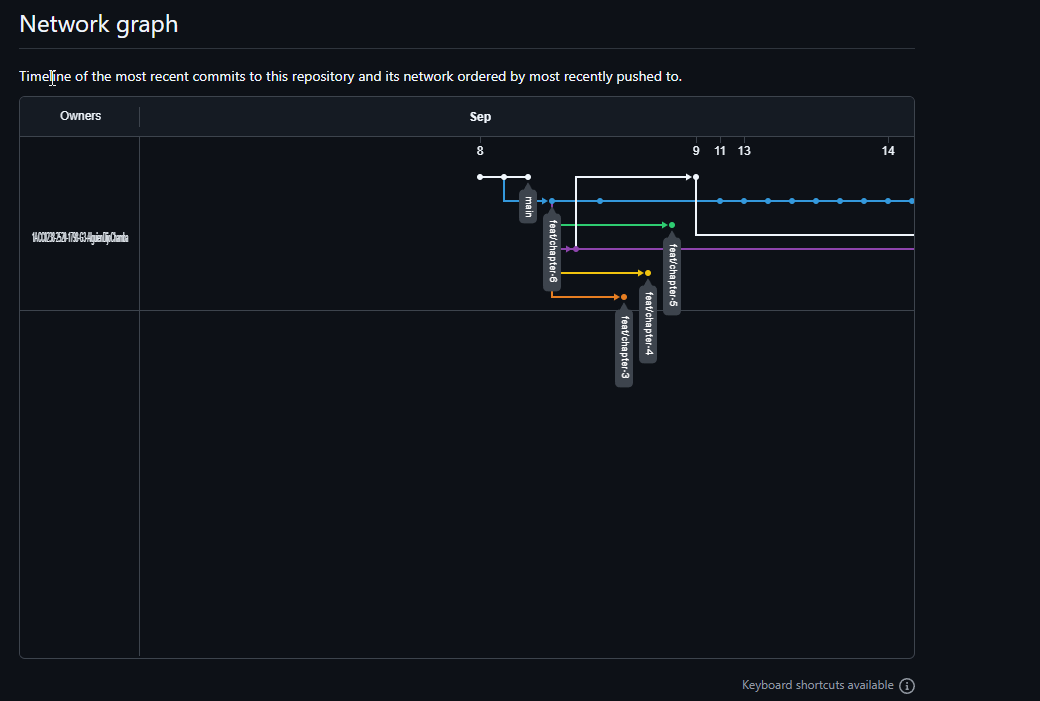 Network graph
Timeline of the most recent commits to this repository and its network ordered by most recently pushed to.
Owners
Sep
8
9
11
13
14
main
feat/chapter-6
feat/chapter-5
feat/chapter-4
feat/chapter-3
Keyboard shortcuts available